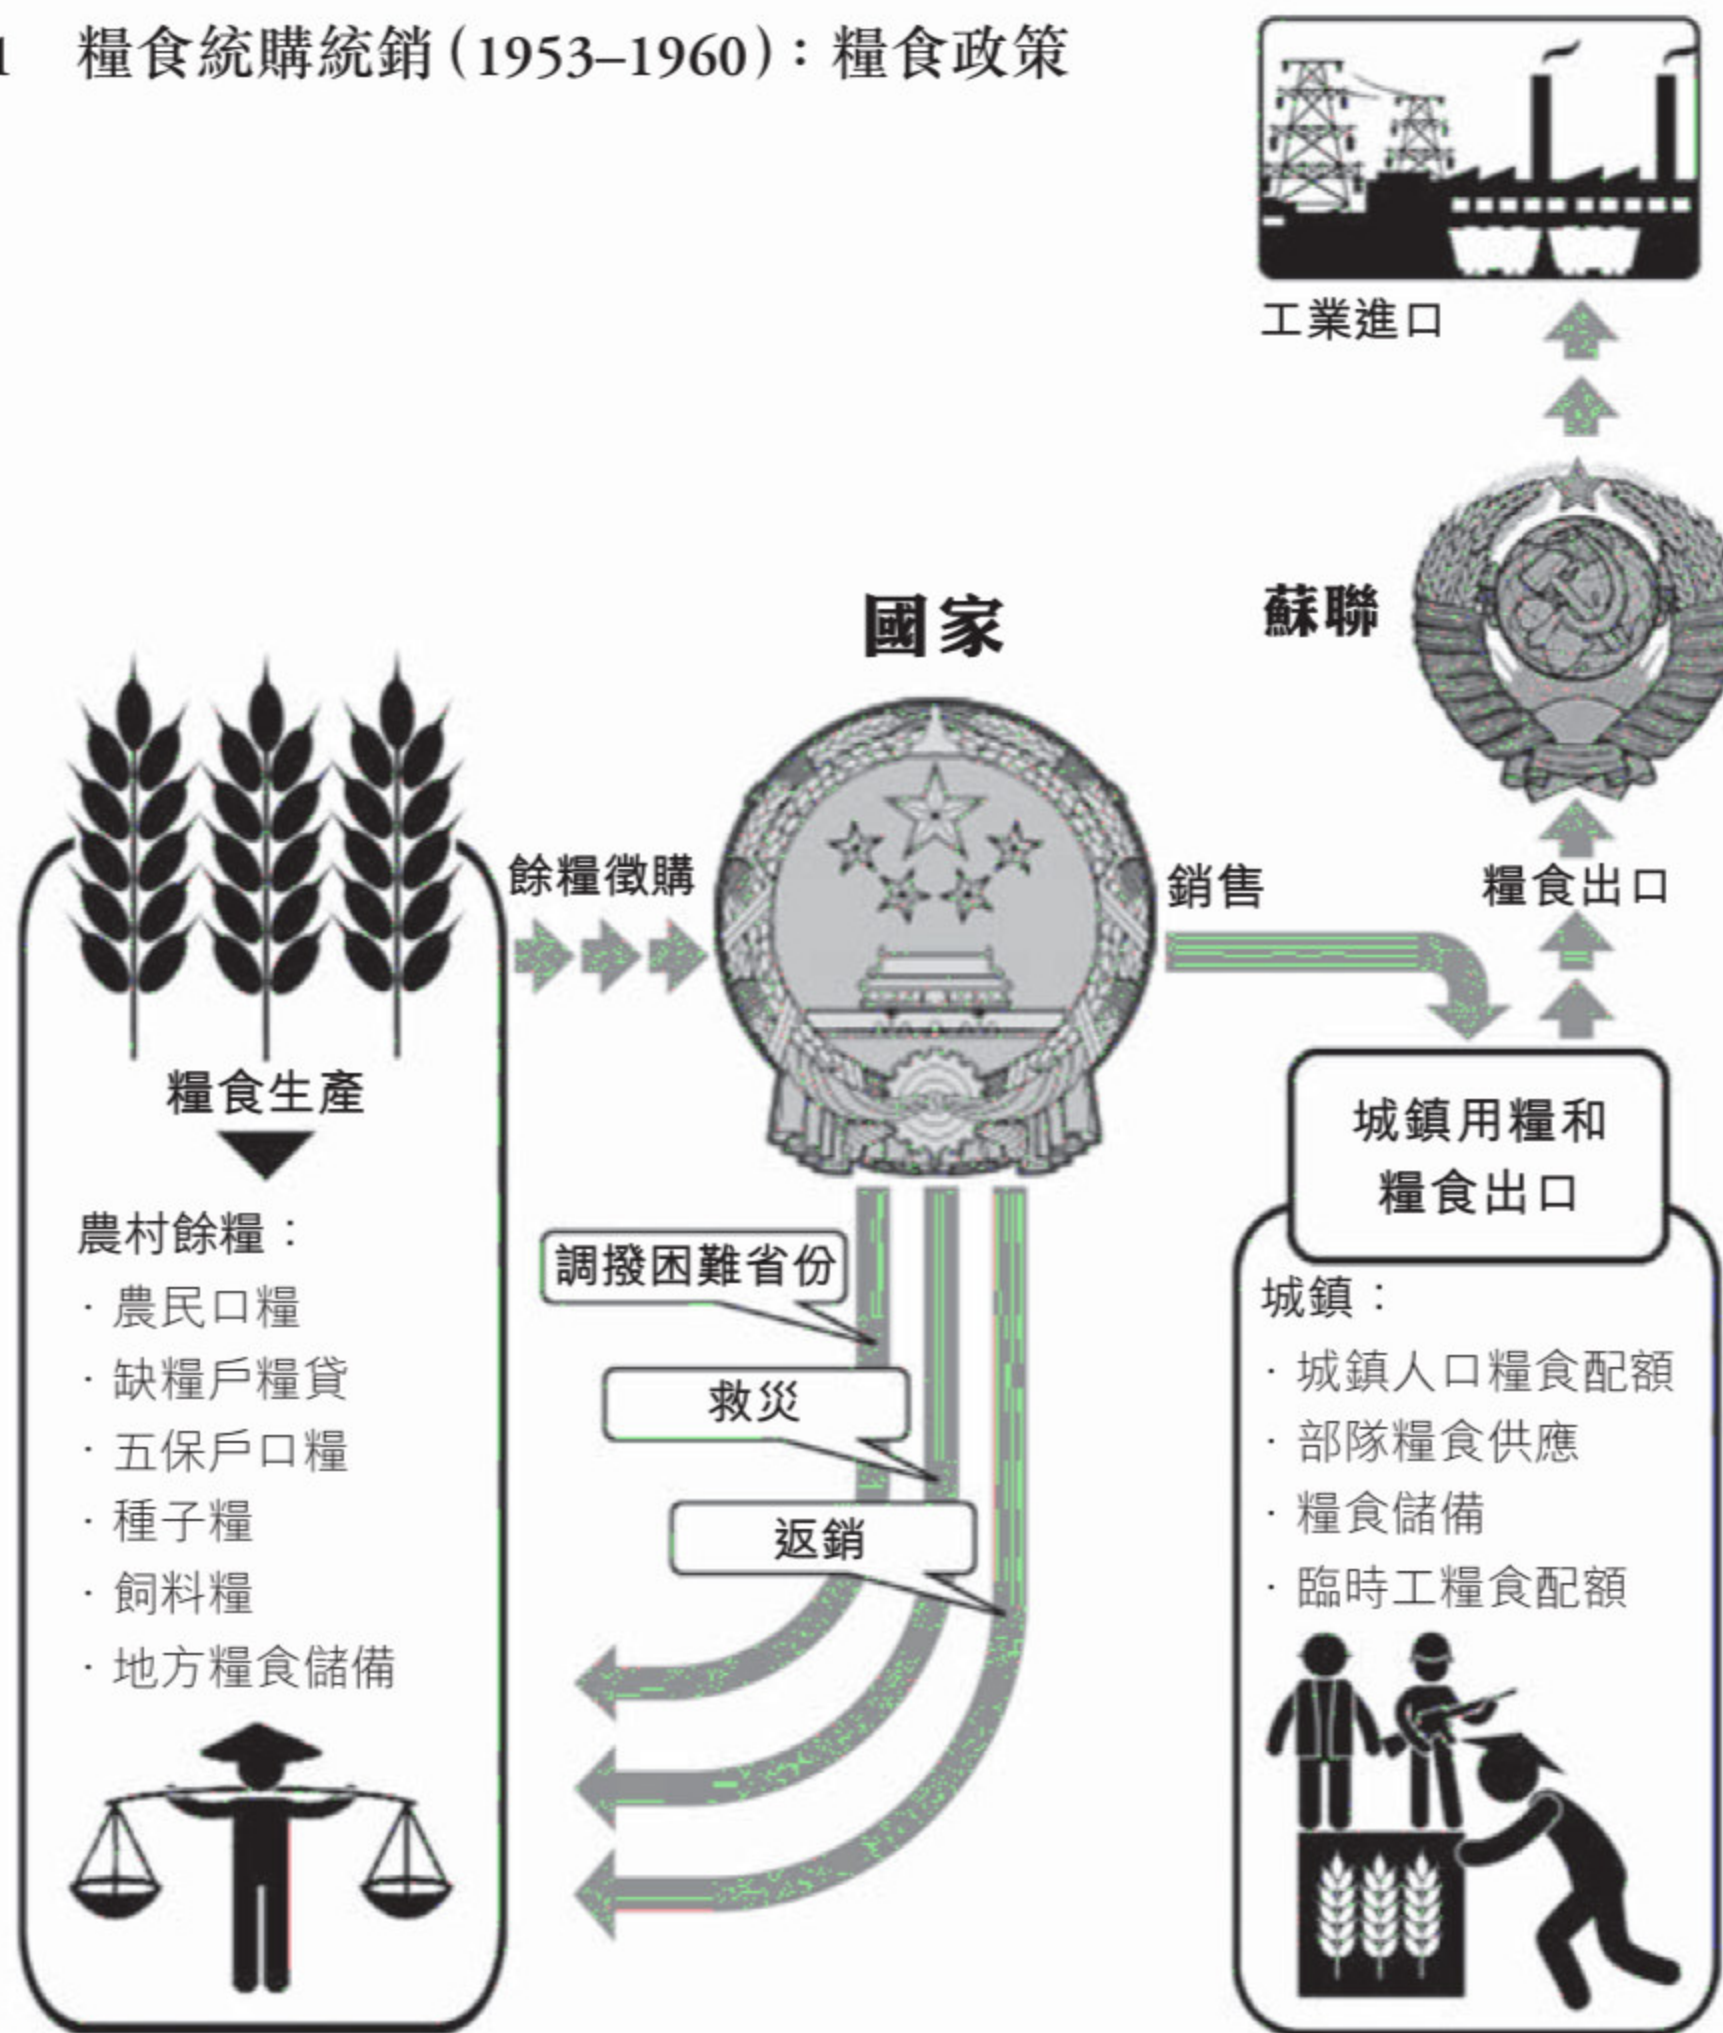 1 糧食統購統銷(1953–1960)：糧食政策
工業進口
蘇聯
國家
餘糧徵購
銷售
糧食出口
糧食生產
農村餘糧：
· 農民口糧
· 缺糧戶糧貸
· 五保戶口糧
· 種子糧
· 飼料糧
· 地方糧食儲備
調撥困難省份
救災
返銷
城鎮用糧和
糧食出口
城鎮：
· 城鎮人口糧食配額
· 部隊糧食供應
· 糧食儲備
· 臨時工糧食配額